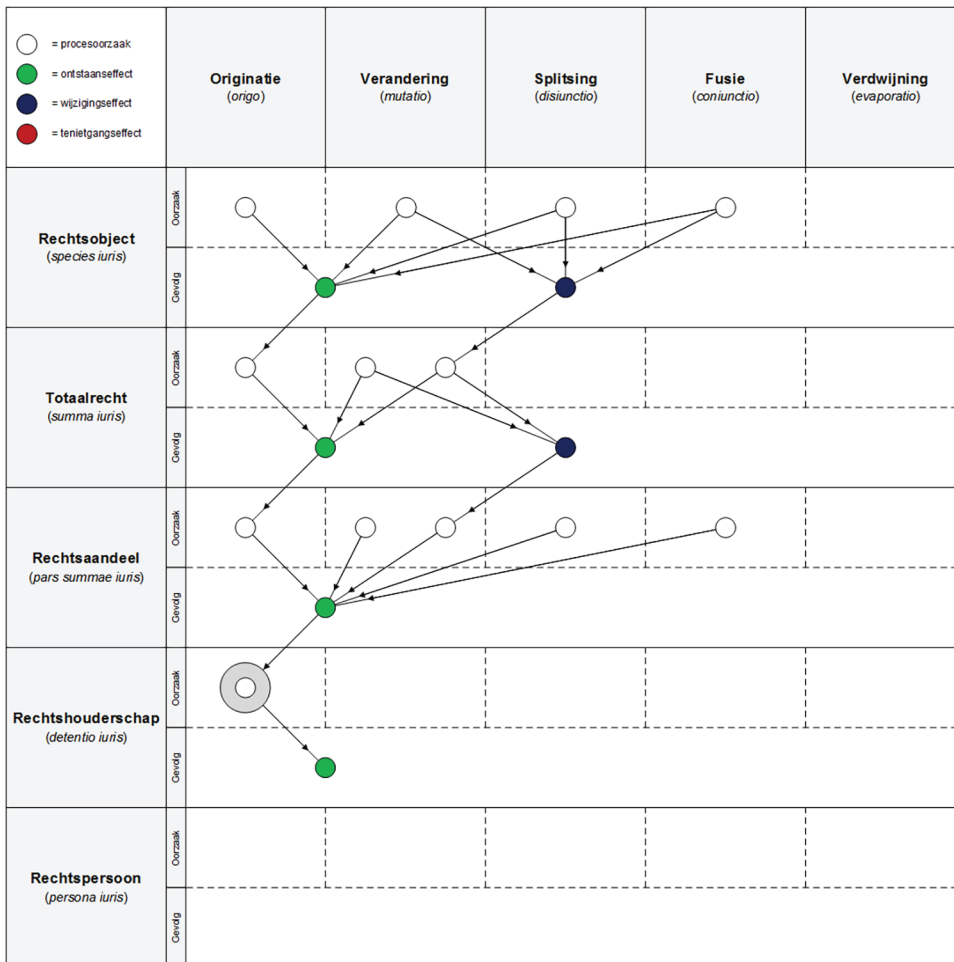 = procesoorzaak
= ontstaanseffect
= wijzigingseffect
= tenietgangseffect
Originatie
(origo)
Verandering
(mutatio)
Splitsing
(disiunctio)
Fusie
(coniunctio)
Verdwijning
(evaporatio)
Rechtsobject
(species iuris)
Oorzaak
Gevolg
Totaalrecht
(summa iuris)
Oorzaak
Gevolg
Rechtsaandeel
(pars summae iuris)
Oorzaak
Gevolg
Rechtshouderschap
(detentio iuris)
Oorzaak
Gevolg
Rechtspersoon
(persona iuris)
Oorzaak
Gevolg